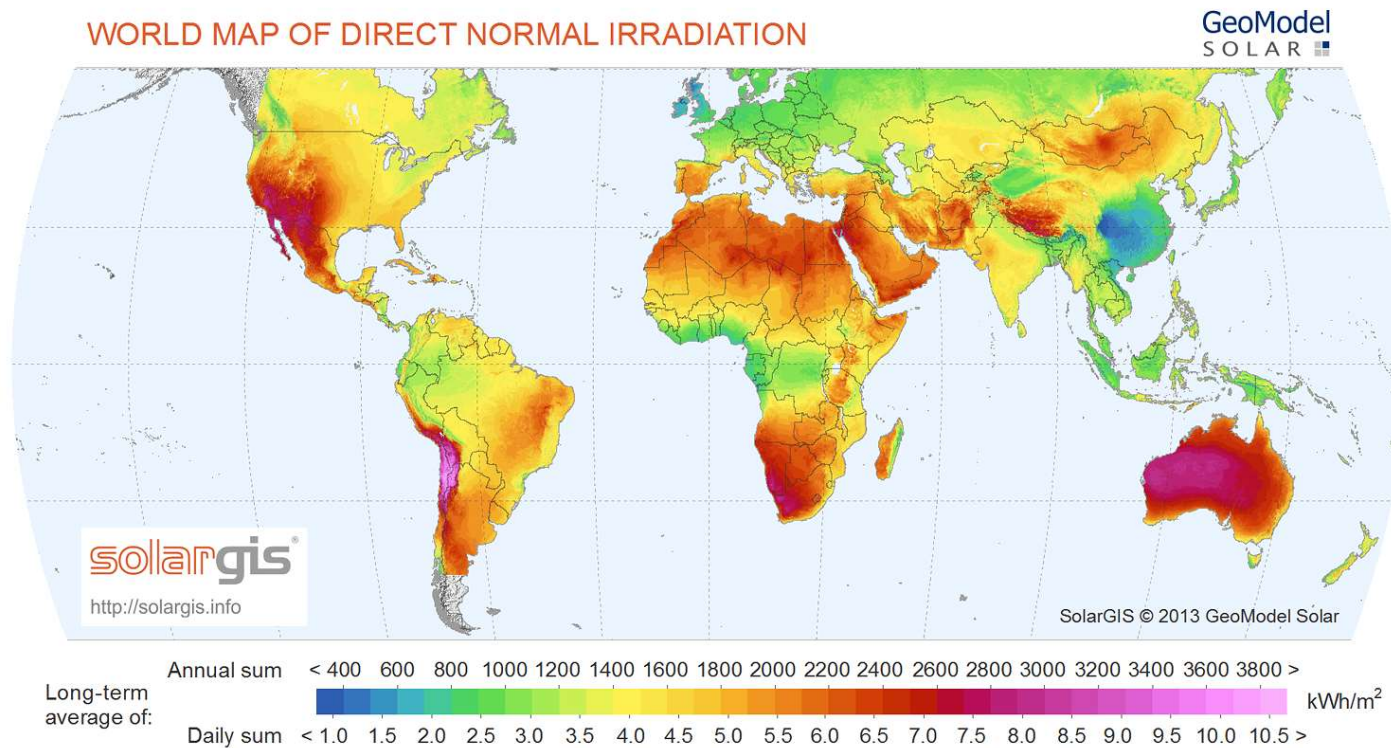 WORLD MAP OF DIRECT NORMAL IRRADIATION
GeoModel
SOLAR
solargis®
http://solargis.info
SolarGIS © 2013 GeoModel Solar
Annual sum < 400 600 800 1000 1200 1400 1600 1800 2000 2200 2400 2600 2800 3000 3200 3400 3600 3800 >
Long-term
average of:
kWh/m²
Daily sum < 1.0 1.5 2.0 2.5 3.0 3.5 4.0 4.5 5.0 5.5 6.0 6.5 7.0 7.5 8.0 8.5 9.0 9.5 10.0 10.5 >